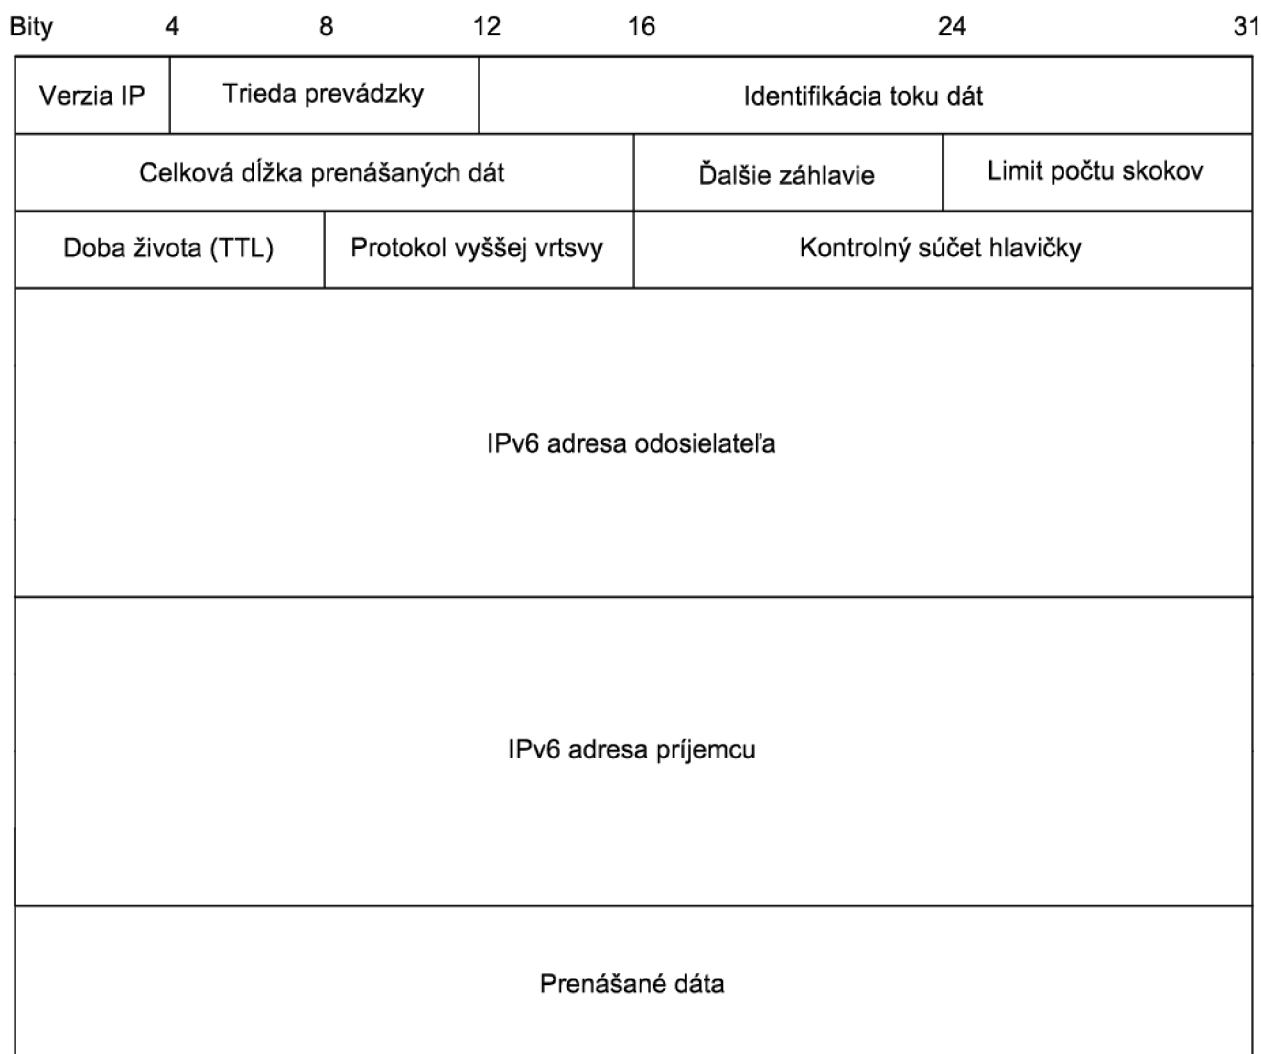 Bity 4 8 12 16 24 31
Verzia IP Trieda prevádzky Identifikácia toku dát
Celková dĺžka prenášaných dát Ďalšie záhlavie Limit počtu skokov
Doba života (TTL) Protokol vyššej vrtsvy Kontrolný súčet hlavičky
IPv6 adresa odosielateľa
IPv6 adresa príjemcu
Prenášané dáta